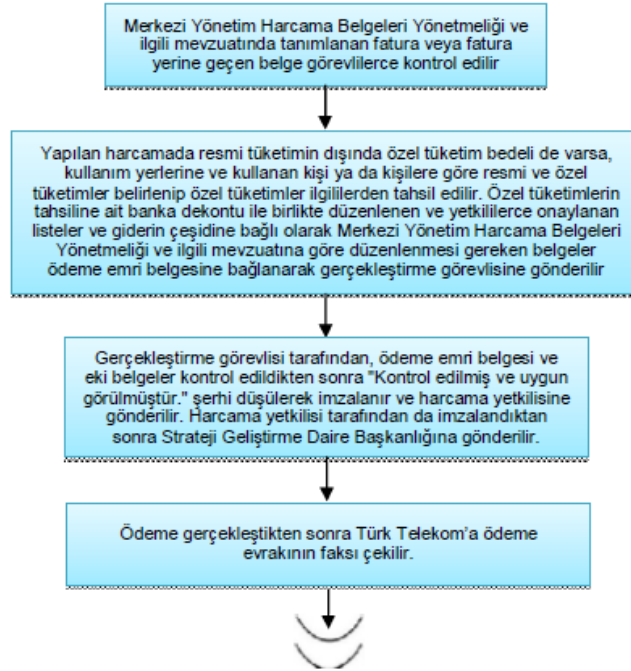 Merkezi Yönetim Harcama Belgeleri Yönetmeliği ve
ilgili mevzuatında tanımlanan fatura veya fatura
yerine geçen belge görevlilerce kontrol edilir
Yapılan harcamada resmi tüketimin dışında özel tüketim bedeli de varsa,
kullanım yerlerine ve kullanan kişi ya da kişilere göre resmi ve özel
tüketimler belirlenip özel tüketimler ilgililerden tahsil edilir. Özel tüketimlerin
tahsiline ait banka dekontu ile birlikte düzenlenen ve yetkililerce onaylanan
listeler ve giderin çeşidine bağlı olarak Merkezi Yönetim Harcama Belgeleri
Yönetmeliği ve ilgili mevzuatına göre düzenlenmesi gereken belgeler
ödeme emri belgesine bağlanarak gerçekleştirme görevlisine gönderilir
Gerçekleştirme görevlisi tarafından, ödeme emri belgesi ve
eki belgeler kontrol edildikten sonra "Kontrol edilmiş ve uygun
görülmüştür." şerhi düşülerek imzalanır ve harcama yetkilisine
gönderilir. Harcama yetkilisi tarafından da imzalandıktan
sonra Strateji Geliştirme Daire Başkanlığına gönderilir.
Ödeme gerçekleştikten sonra Türk Telekom'a ödeme
evrakının faksı çekilir.